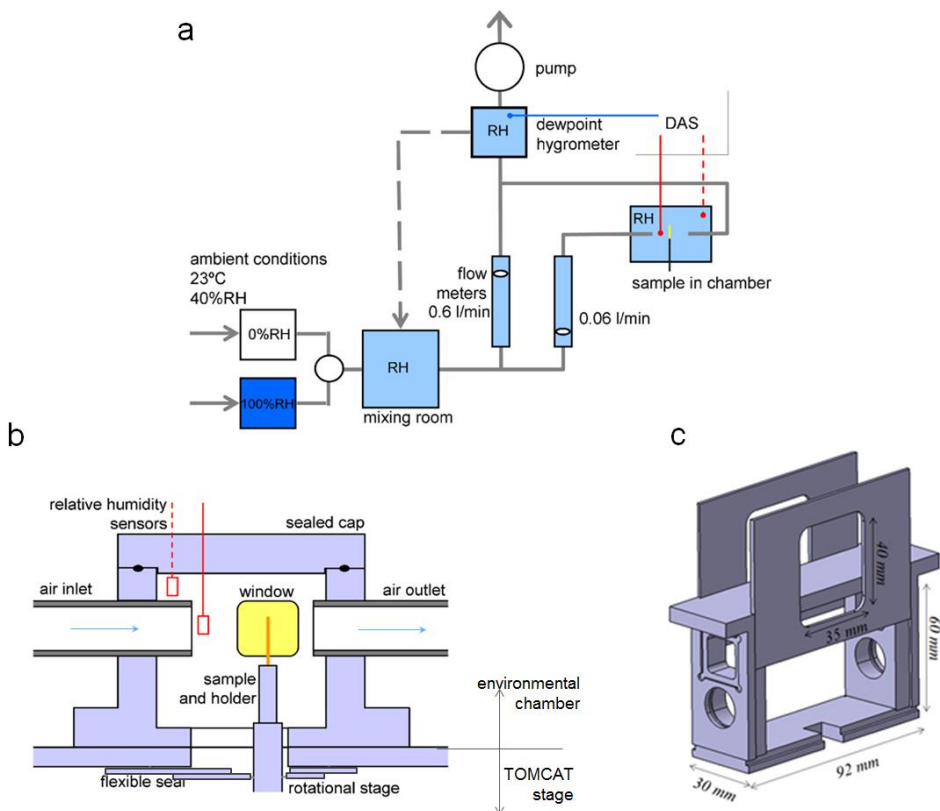 a
pump
RH
dewpoint
hygrometer
DAS
RH
sample in chamber
ambient conditions
23ºC
40%RH
flow
meters
0.6 l/min
0.06 l/min
0%RH
RH
100%RH
mixing room
b
relative humidity
sensors
sealed cap
air inlet
window
air outlet
sample
and holder
environmental
chamber
flexible seal
rotational stage
TOMCAT
stage
c
40 mm
35 mm
60 mm
30 mm
92 mm